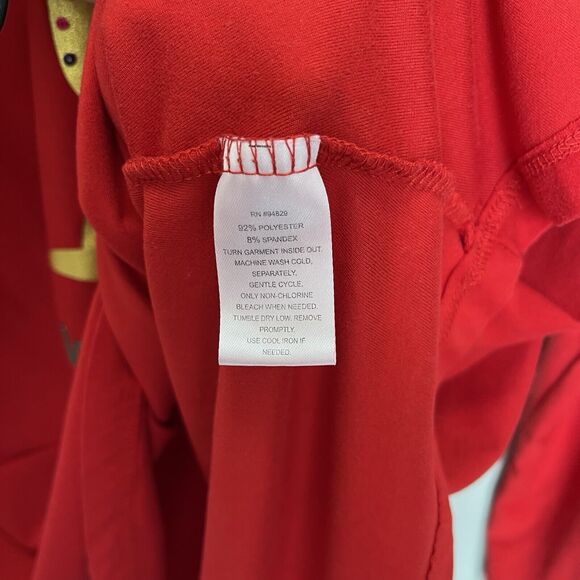 RN #94829
92% POLYESTER
8% SPANDEX
TURN GARMENT INSIDE OUT.
MACHINE WASH COLD,
SEPARATELY,
GENTLE CYCLE,
ONLY NON-CHLORINE
BLEACH WHEN NEEDED.
TUMBLE DRY LOW. REMOVE
PROMPTLY.
USE COOL IRON IF
NEEDED.